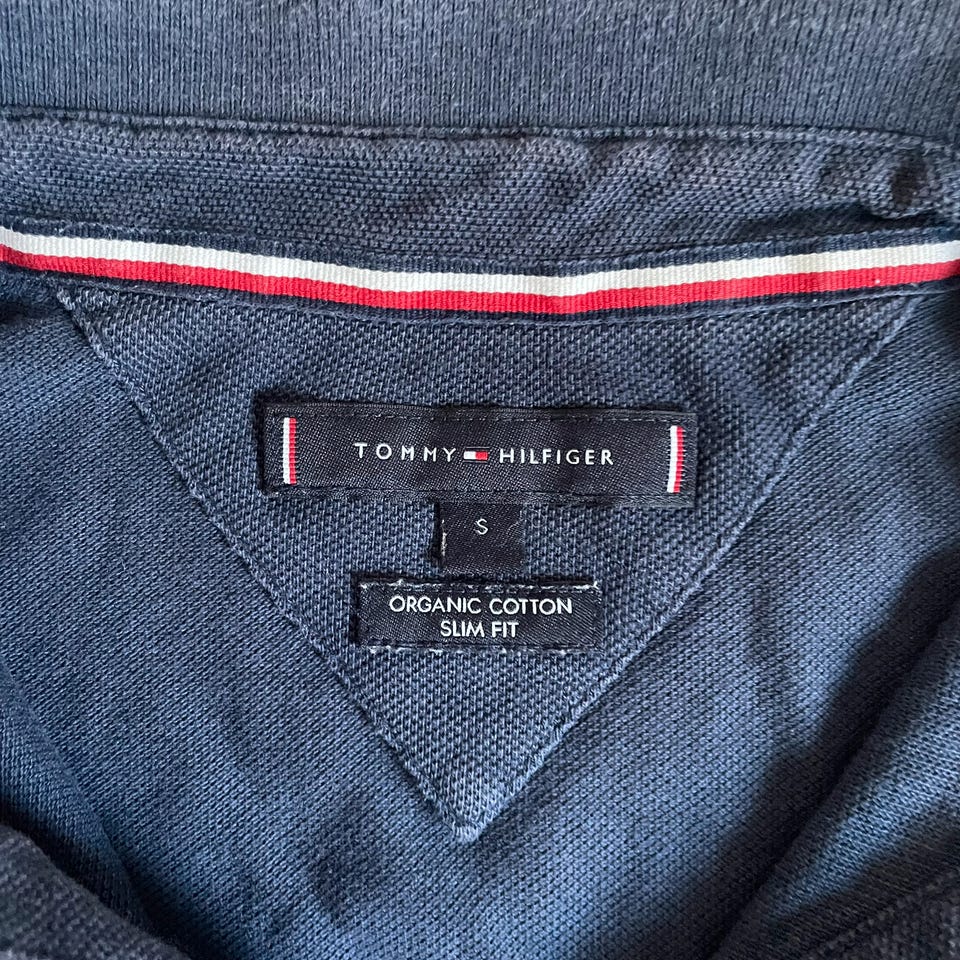 TOMMY HILFIGER
S
ORGANIC COTTON
SLIM FIT